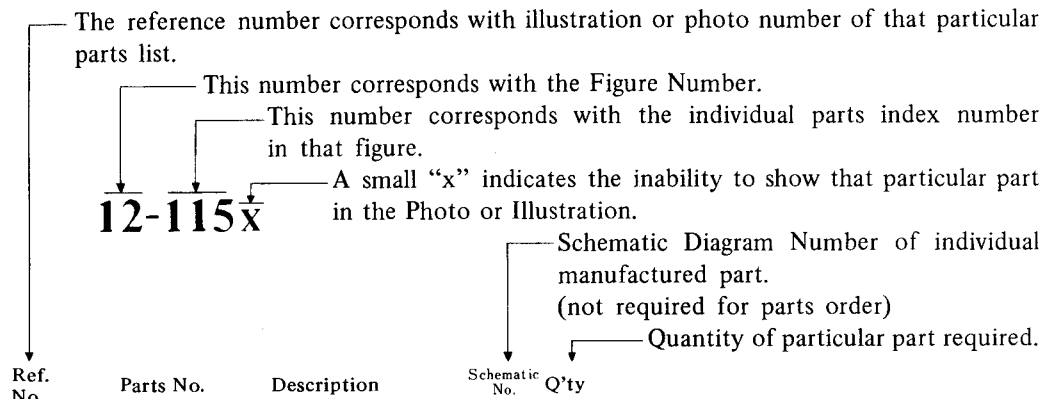 The reference number corresponds with illustration or photo number of that particular
parts list.
This number corresponds with the Figure Number.
This number corresponds with the individual parts index number
in that figure.
A small “x” indicates the inability to show that particular part
in the Photo or Illustration.
12-115x
Schematic Diagram Number of individual
manufactured part.
(not required for parts order)
Quantity of particular part required.
Ref.
No.
Parts No.
Description
Schematic
No.
Q'ty